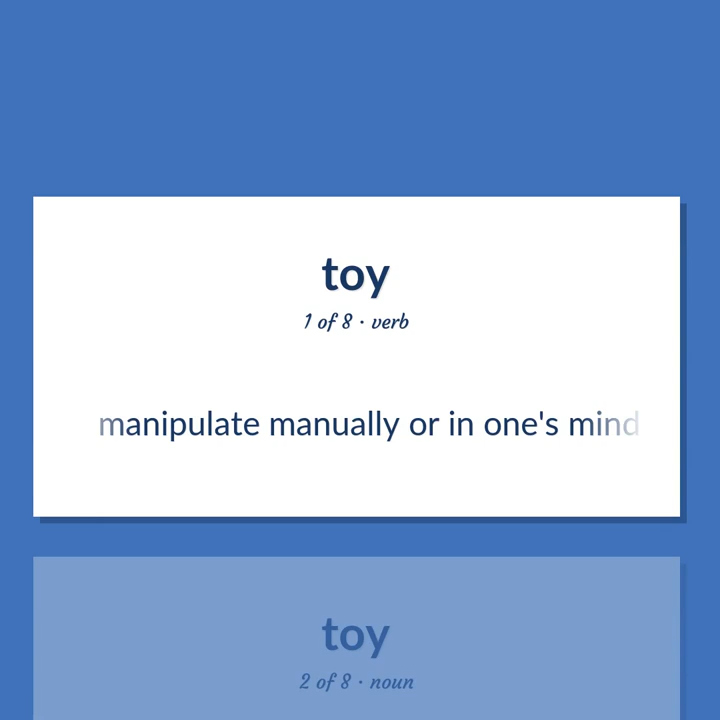 toy
1 of 8 · verb
manipulate manually or in one's mind
toy
2 of 8 · noun